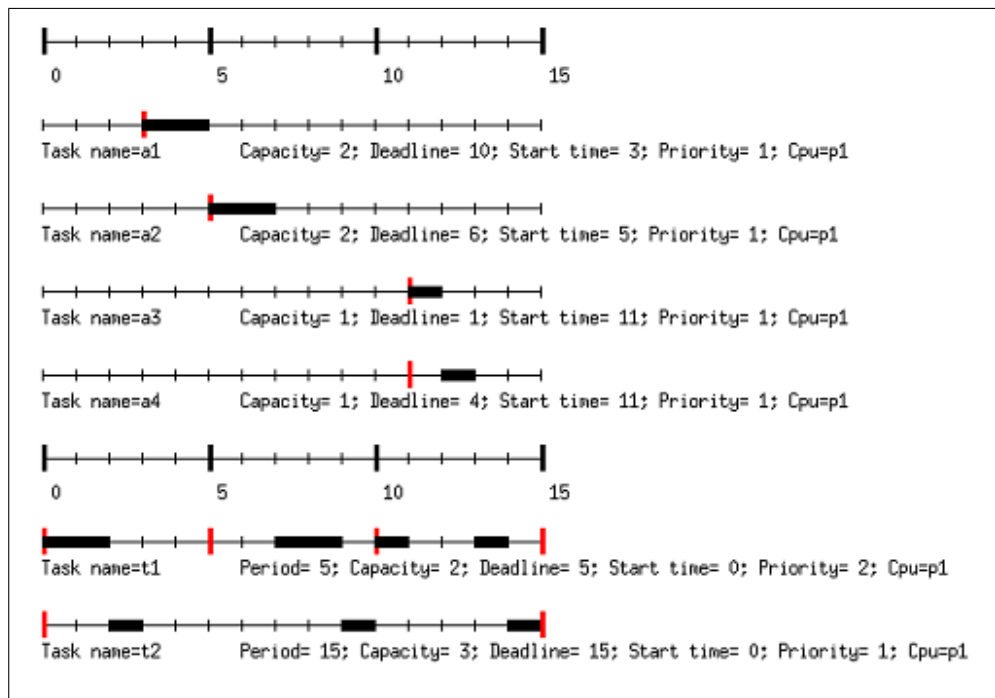 0 5 10 15
Task name=a1 Capacity= 2; Deadline= 10; Start time= 3; Priority= 1; Cpu=p1
Task name=a2 Capacity= 2; Deadline= 6; Start time= 5; Priority= 1; Cpu=p1
Task name=a3 Capacity= 1; Deadline= 1; Start time= 11; Priority= 1; Cpu=p1
Task name=a4 Capacity= 1; Deadline= 4; Start time= 11; Priority= 1; Cpu=p1
0 5 10 15
Task name=t1 Period= 5; Capacity= 2; Deadline= 5; Start time= 0; Priority= 2; Cpu=p1
Task name=t2 Period= 15; Capacity= 3; Deadline= 15; Start time= 0; Priority= 1; Cpu=p1